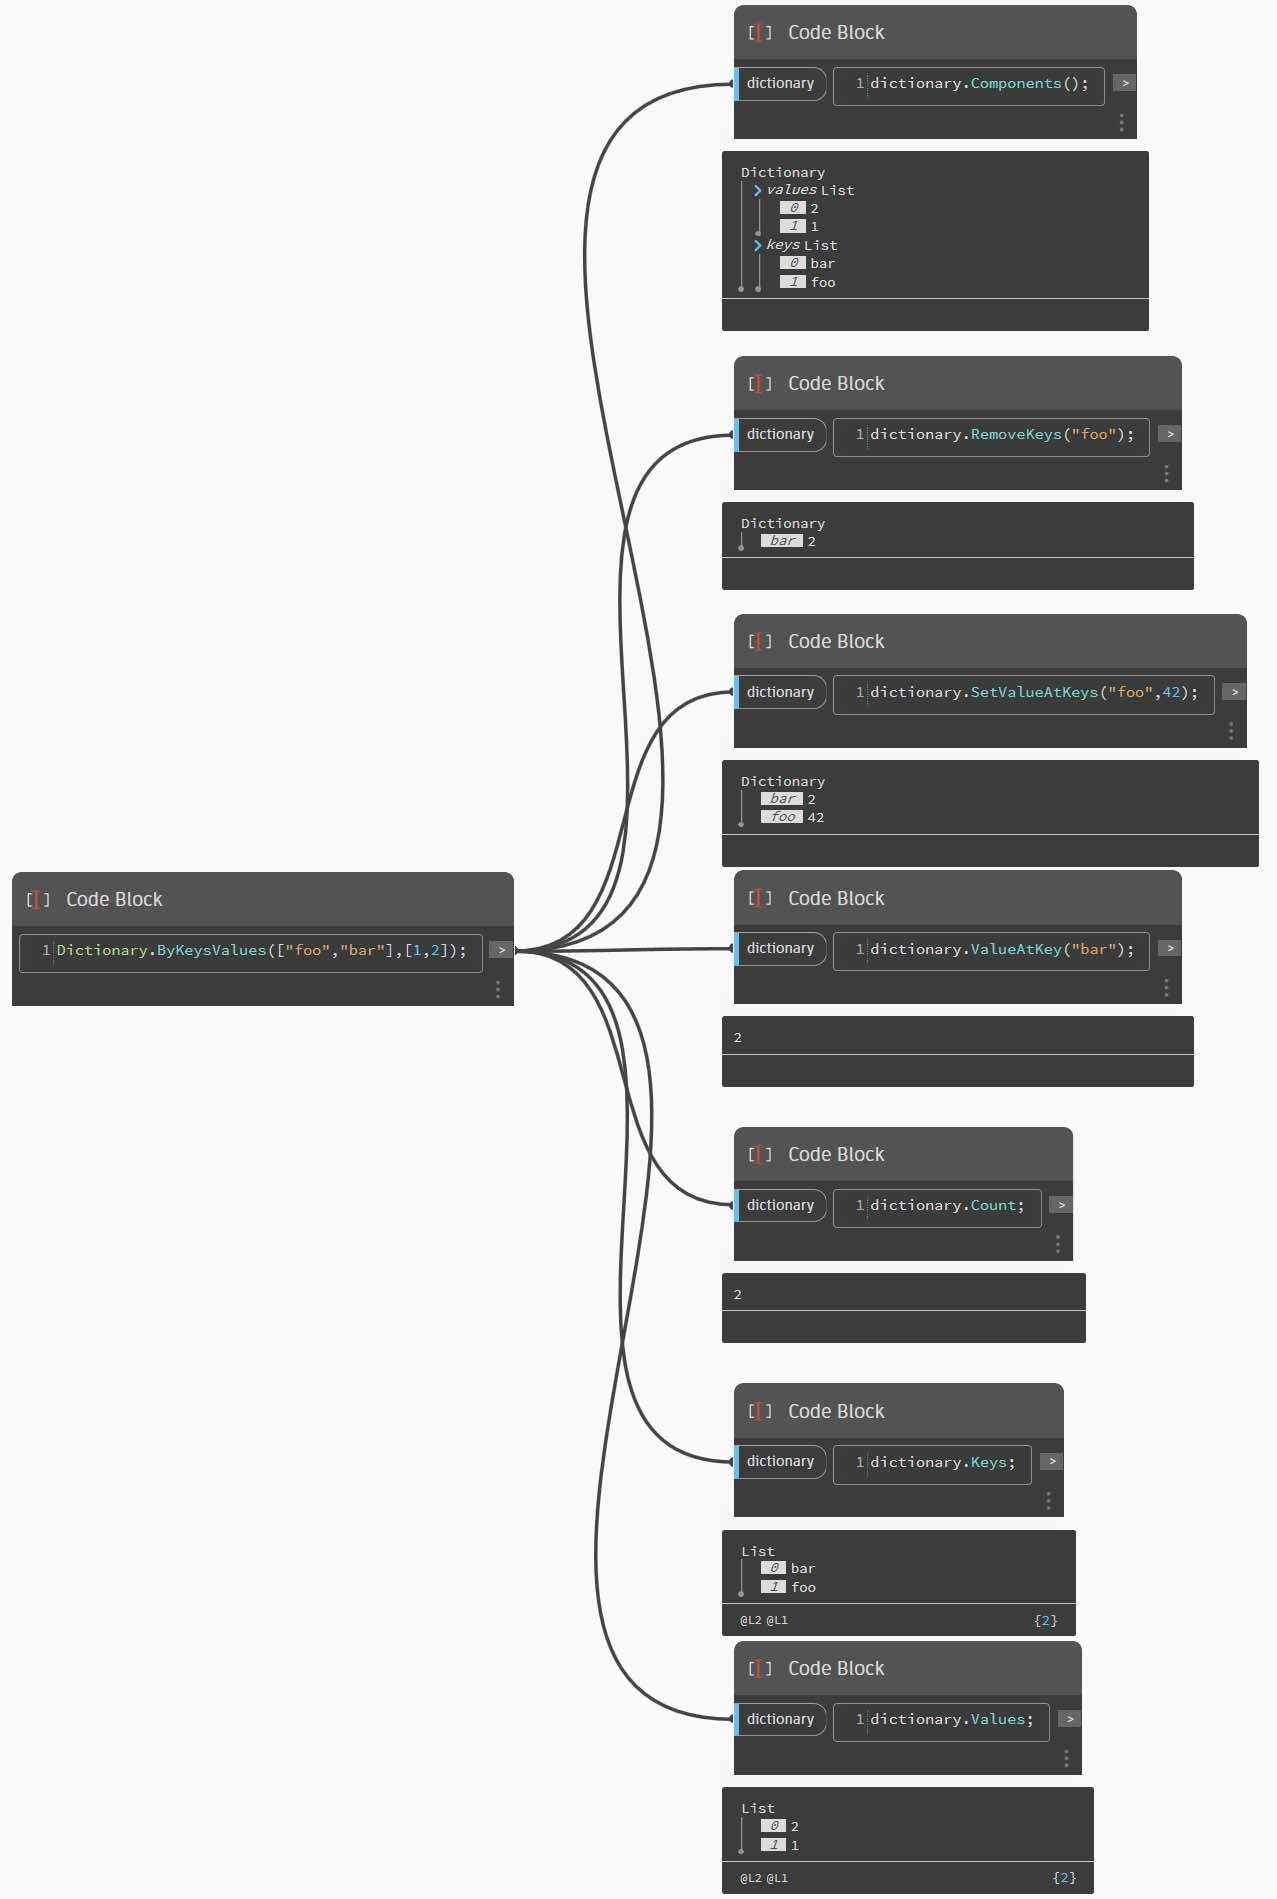 Code Block
dictionary
1 dictionary.Components();
>
Dictionary
values List
0 2
1 1
keys List
0 bar
1 foo
Code Block
dictionary
1 dictionary.RemoveKeys("foo");
>
Dictionary
bar 2
Code Block
dictionary
1 dictionary.SetValueAtKeys("foo",42);
>
Dictionary
bar 2
foo 42
Code Block
1 Dictionary.ByKeysValues(["foo","bar"],[1,2]);
>
Code Block
dictionary
1 dictionary.ValueAtKey("bar");
>
2
Code Block
dictionary
1 dictionary.Count;
>
2
Code Block
dictionary
1 dictionary.Keys;
>
List
0 bar
1 foo
@L2 @L1 {2}
Code Block
dictionary
1 dictionary.Values;
>
List
0 2
1 1
@L2 @L1 {2}